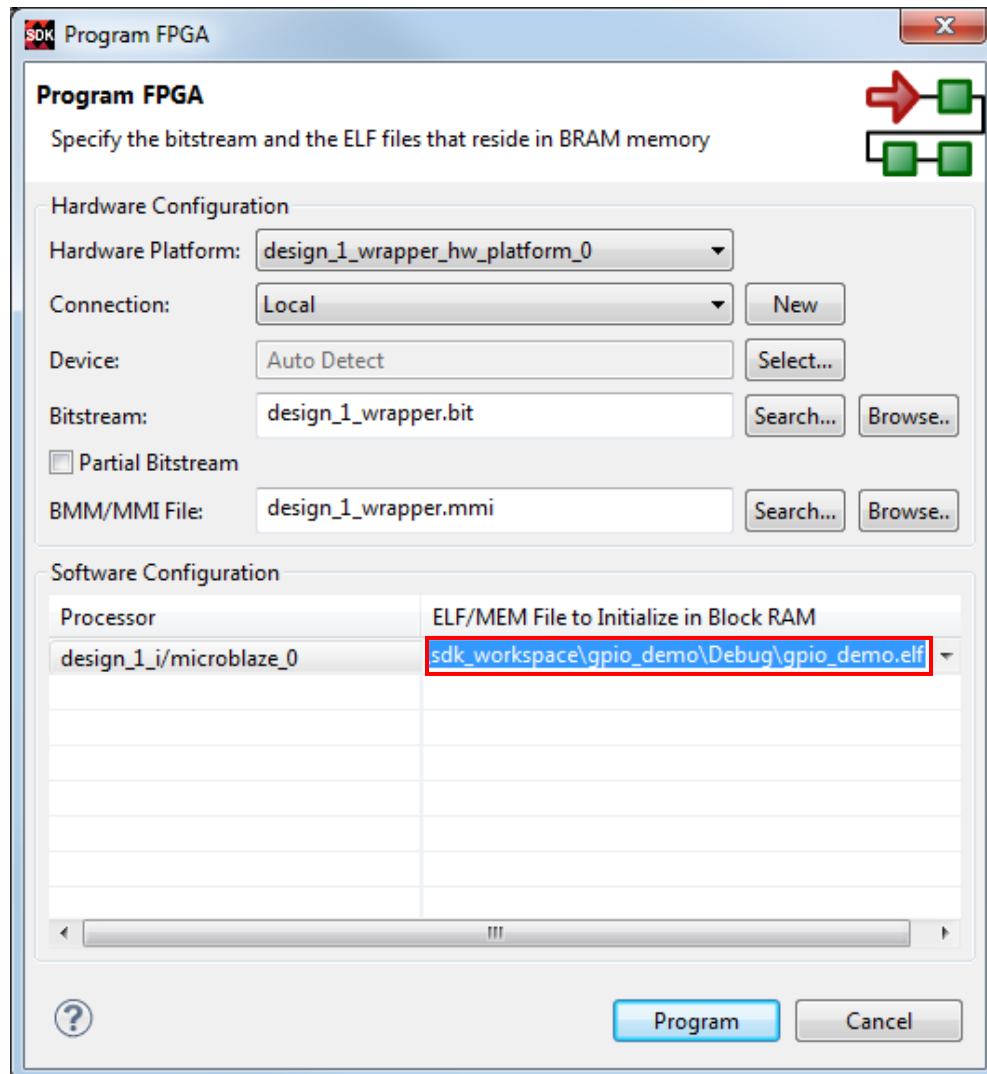 SDK Program FPGA
Program FPGA
Specify the bitstream and the ELF files that reside in BRAM memory
Hardware Configuration
Hardware Platform: design_1_wrapper_hw_platform_0
Connection: Local New
Device: Auto Detect Select...
Bitstream: design_1_wrapper.bit Search... Browse..
Partial Bitstream
BMM/MMI File: design_1_wrapper.mmi Search... Browse..
Software Configuration
Processor ELF/MEM File to Initialize in Block RAM
design_1_i/microblaze_0 sdk_workspace\gpio_demo\Debug\gpio_demo.elf
? Program Cancel